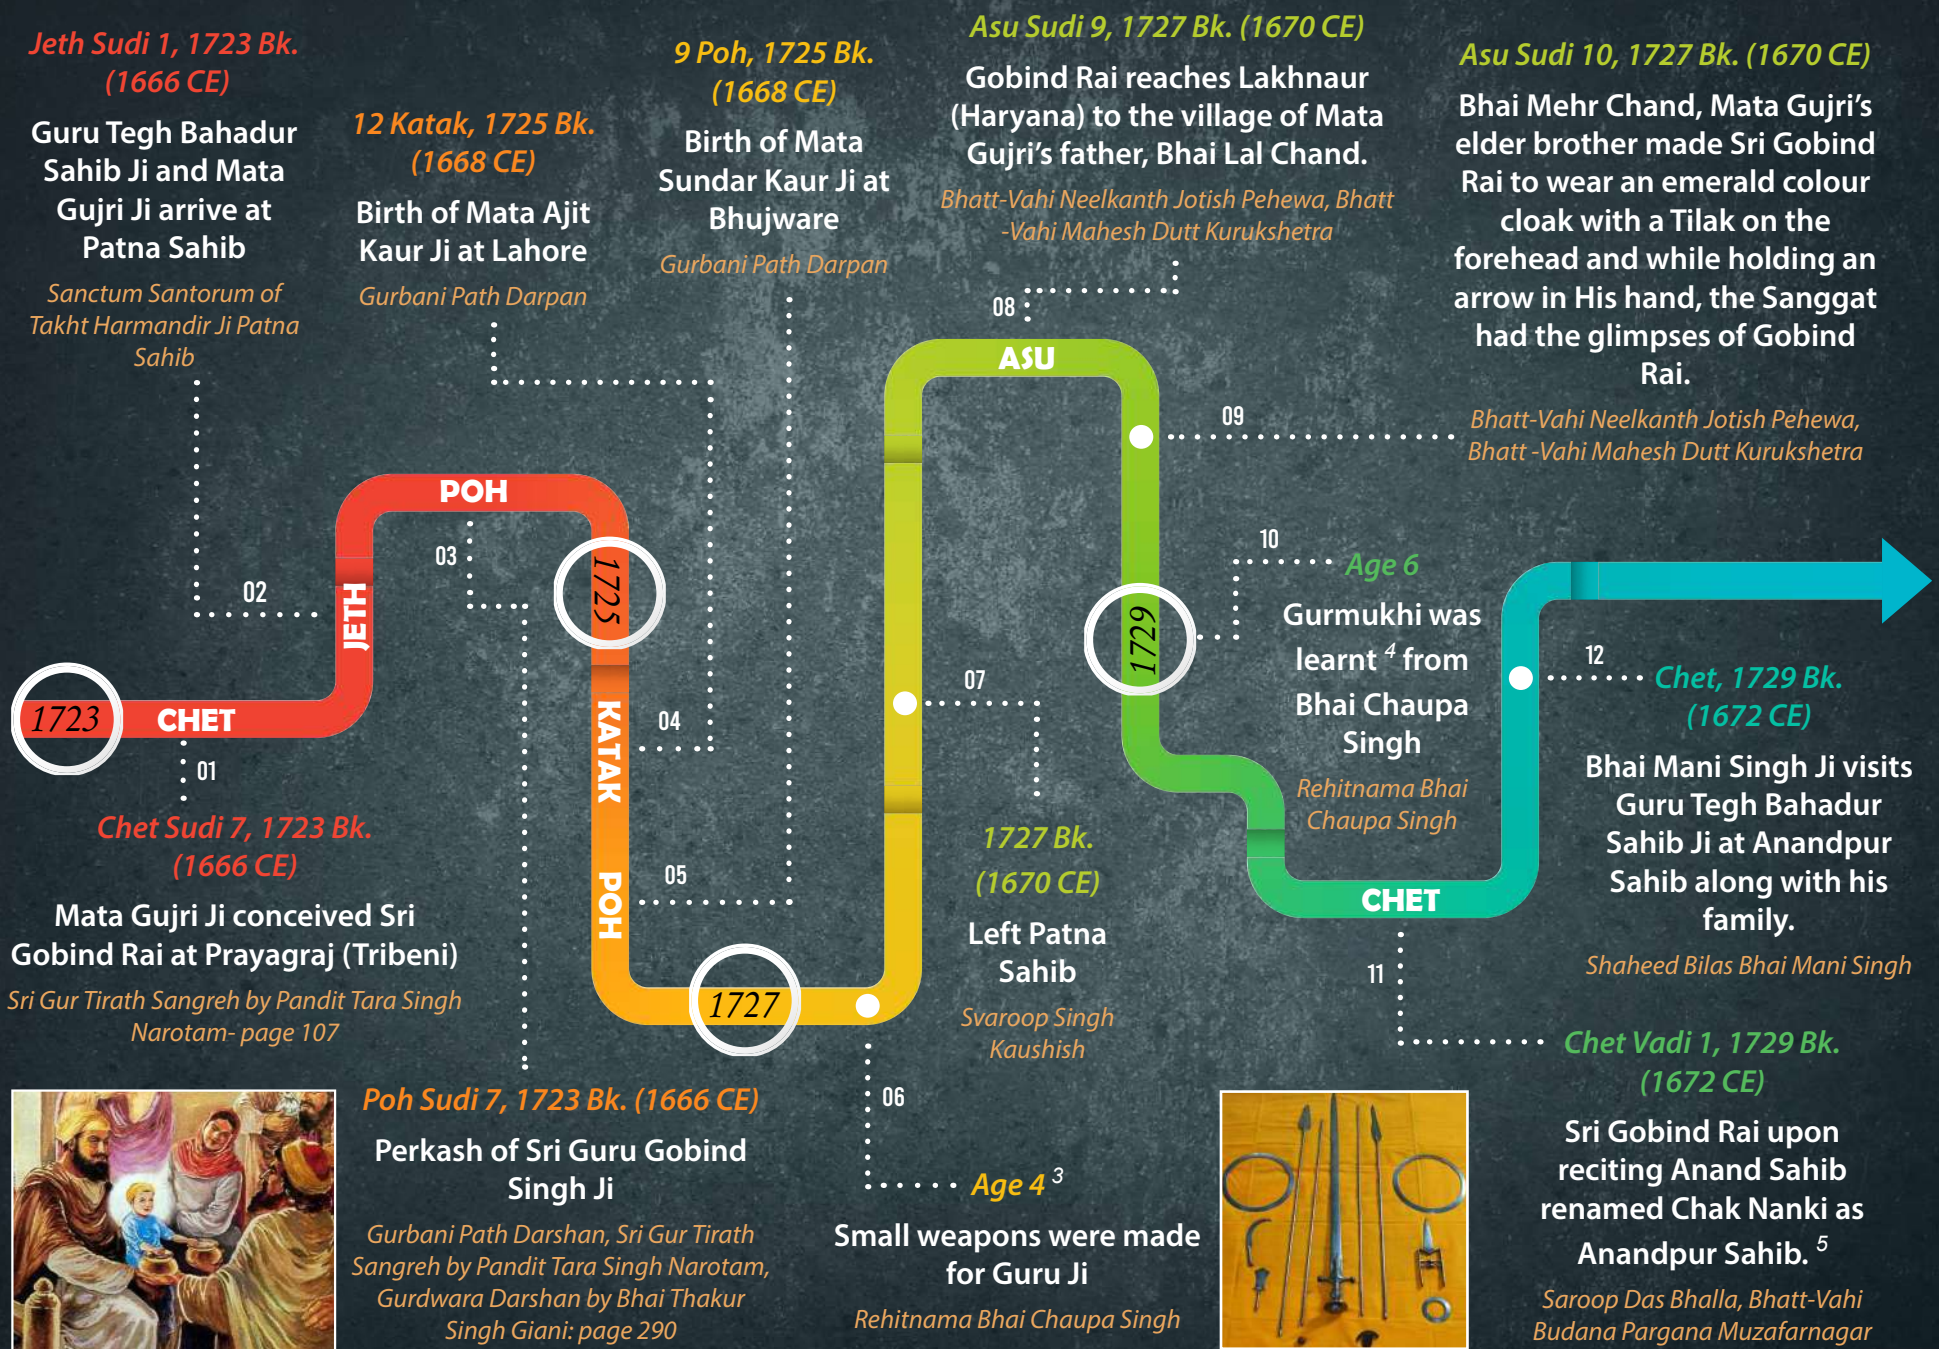 Jeth Sudi 1, 1723 Bk.
(1666 CE)
Guru Tegh Bahadur
Sahib Ji and Mata
Gujri Ji arrive at
Patna Sahib
Sanctum Santorum of
Takht Harmandir Ji Patna
Sahib
12 Katak, 1725 Bk.
(1668 CE)
Birth of Mata Ajit
Kaur Ji at Lahore
Gurbani Path Darpan
9 Poh, 1725 Bk.
(1668 CE)
Birth of Mata
Sundar Kaur Ji at
Bhujware
Gurbani Path Darpan
Asu Sudi 9, 1727 Bk. (1670 CE)
Gobind Rai reaches Lakhnaur
(Haryana) to the village of Mata
Gujri's father, Bhai Lal Chand.
Bhatt-Vahi Neelkanth Jotish Pehewa, Bhatt
-Vahi Mahesh Dutt Kurukshetra
Asu Sudi 10, 1727 Bk. (1670 CE)
Bhai Mehr Chand, Mata Gujri's
elder brother made Sri Gobind
Rai to wear an emerald colour
cloak with a Tilak on the
forehead and while holding an
arrow in His hand, the Sanggat
had the glimpses of Gobind
Rai.
Bhatt-Vahi Neelkanth Jotish Pehewa,
Bhatt -Vahi Mahesh Dutt Kurukshetra
08
ASU
09
POH
03
1725
02
JETH
1723
CHET
01
KATAK
04
POH
05
1727
07
1729
10
Age 6
Gurmukhi was
learnt 4 from
Bhai Chaupa
Singh
Rehitnama Bhai
Chaupa Singh
12
Chet, 1729 Bk.
(1672 CE)
Bhai Mani Singh Ji visits
Guru Tegh Bahadur
Sahib Ji at Anandpur
Sahib along with his
family.
Shaheed Bilas Bhai Mani Singh
CHET
11
Chet Sudi 7, 1723 Bk.
(1666 CE)
Mata Gujri Ji conceived Sri
Gobind Rai at Prayagraj (Tribeni)
Sri Gur Tirath Sangreh by Pandit Tara Singh
Narotam- page 107
Poh Sudi 7, 1723 Bk. (1666 CE)
Perkash of Sri Guru Gobind
Singh Ji
Gurbani Path Darshan, Sri Gur Tirath
Sangreh by Pandit Tara Singh Narotam,
Gurdwara Darshan by Bhai Thakur
Singh Giani: page 290
06
Age 4 3
Small weapons were made
for Guru Ji
Rehitnama Bhai Chaupa Singh
1727 Bk.
(1670 CE)
Left Patna
Sahib
Svaroop Singh
Kaushish
Chet Vadi 1, 1729 Bk.
(1672 CE)
Sri Gobind Rai upon
reciting Anand Sahib
renamed Chak Nanki as
Anandpur Sahib. 5
Saroop Das Bhalla, Bhatt-Vahi
Budana Pargana Muzafarnagar